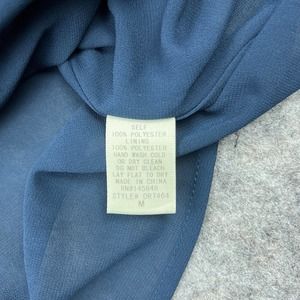 SELF
100% POLYESTER
LINING
100% POLYESTER
HAND WASH COLD
OR DRY CLEAN
DO NOT BLEACH
LAY FLAT TO DRY
MADE IN CHINA
RN#145648
STYLE# DR7464
M